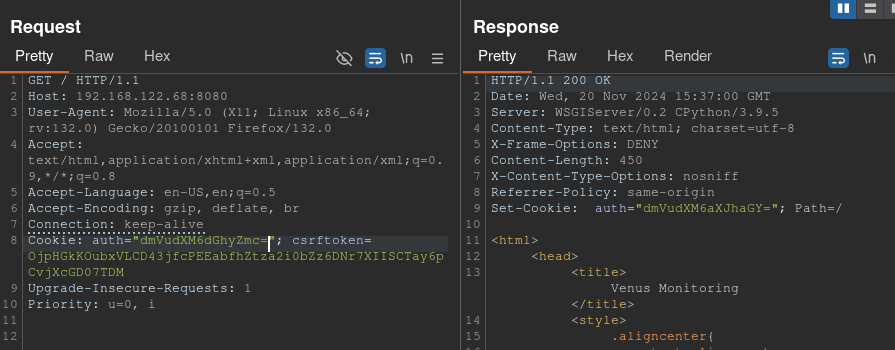 Request
Pretty Raw Hex \n
1 GET / HTTP/1.1
2 Host: 192.168.122.68:8080
3 User-Agent: Mozilla/5.0 (X11; Linux x86_64;
rv:132.0) Gecko/20100101 Firefox/132.0
4 Accept:
text/html,application/xhtml+xml,application/xml;q=0.
9,*/*;q=0.8
5 Accept-Language: en-US,en;q=0.5
6 Accept-Encoding: gzip, deflate, br
7 Connection: keep-alive
8 Cookie: auth="dmVudXM6dGhyZmc="; csrftoken=
OjpHGkKOubxVLCD43jfcPEEabfhZtza2i0bZz6DNr7XIISCTay6p
CvjXcGD07TDM
9 Upgrade-Insecure-Requests: 1
10 Priority: u=0, i
11
12
Response
Pretty Raw Hex Render \n
1 HTTP/1.1 200 OK
2 Date: Wed, 20 Nov 2024 15:37:00 GMT
3 Server: WSGIServer/0.2 CPython/3.9.5
4 Content-Type: text/html; charset=utf-8
5 X-Frame-Options: DENY
6 Content-Length: 450
7 X-Content-Type-Options: nosniff
8 Referrer-Policy: same-origin
9 Set-Cookie:  auth="dmVudXM6aXJhaGY="; Path=/
10
11 <html>
12 <head>
13 <title>
Venus Monitoring
</title>
14 <style>
15 .aligncenter{